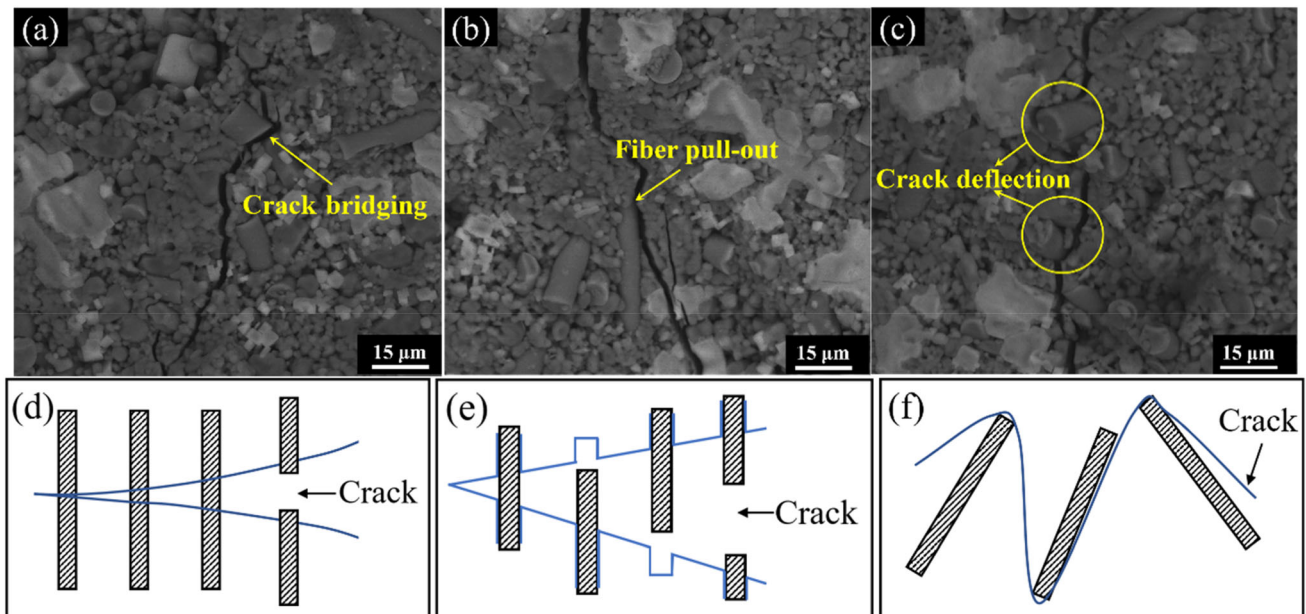 (a)
Crack bridging
15 μm
(b)
Fiber pull-out
15 μm
(c)
Crack deflection
15 μm
(d)
Crack
(e)
Crack
(f)
Crack